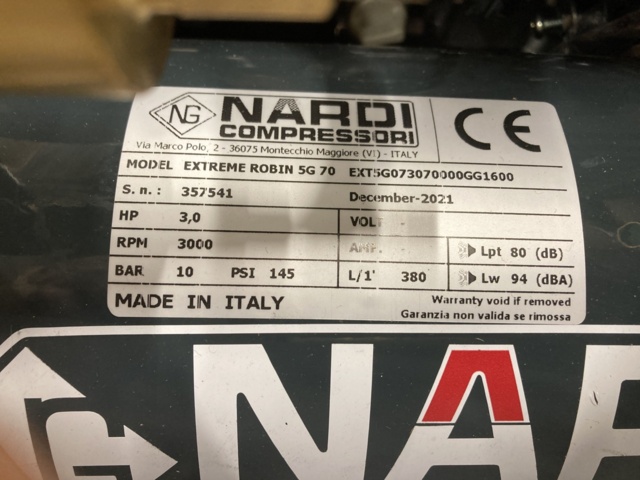 NG NARDI
COMPRESSORI
Via Marco Polo, 2 - 36075 Montecchio Maggiore (VI) - ITALY
MODEL EXTREME ROBIN 5G 70 EXT5G073070000GG1600
S. n.: 357541 December-2021
HP 3,0 VOLT -
RPM 3000 AMP. - Lpt 80 (dB)
BAR 10 PSI 145 L/1' 380 Lw 94 (dBA)
MADE IN ITALY
Warranty void if removed
Garanzia non valida se rimossa
CE
NAR